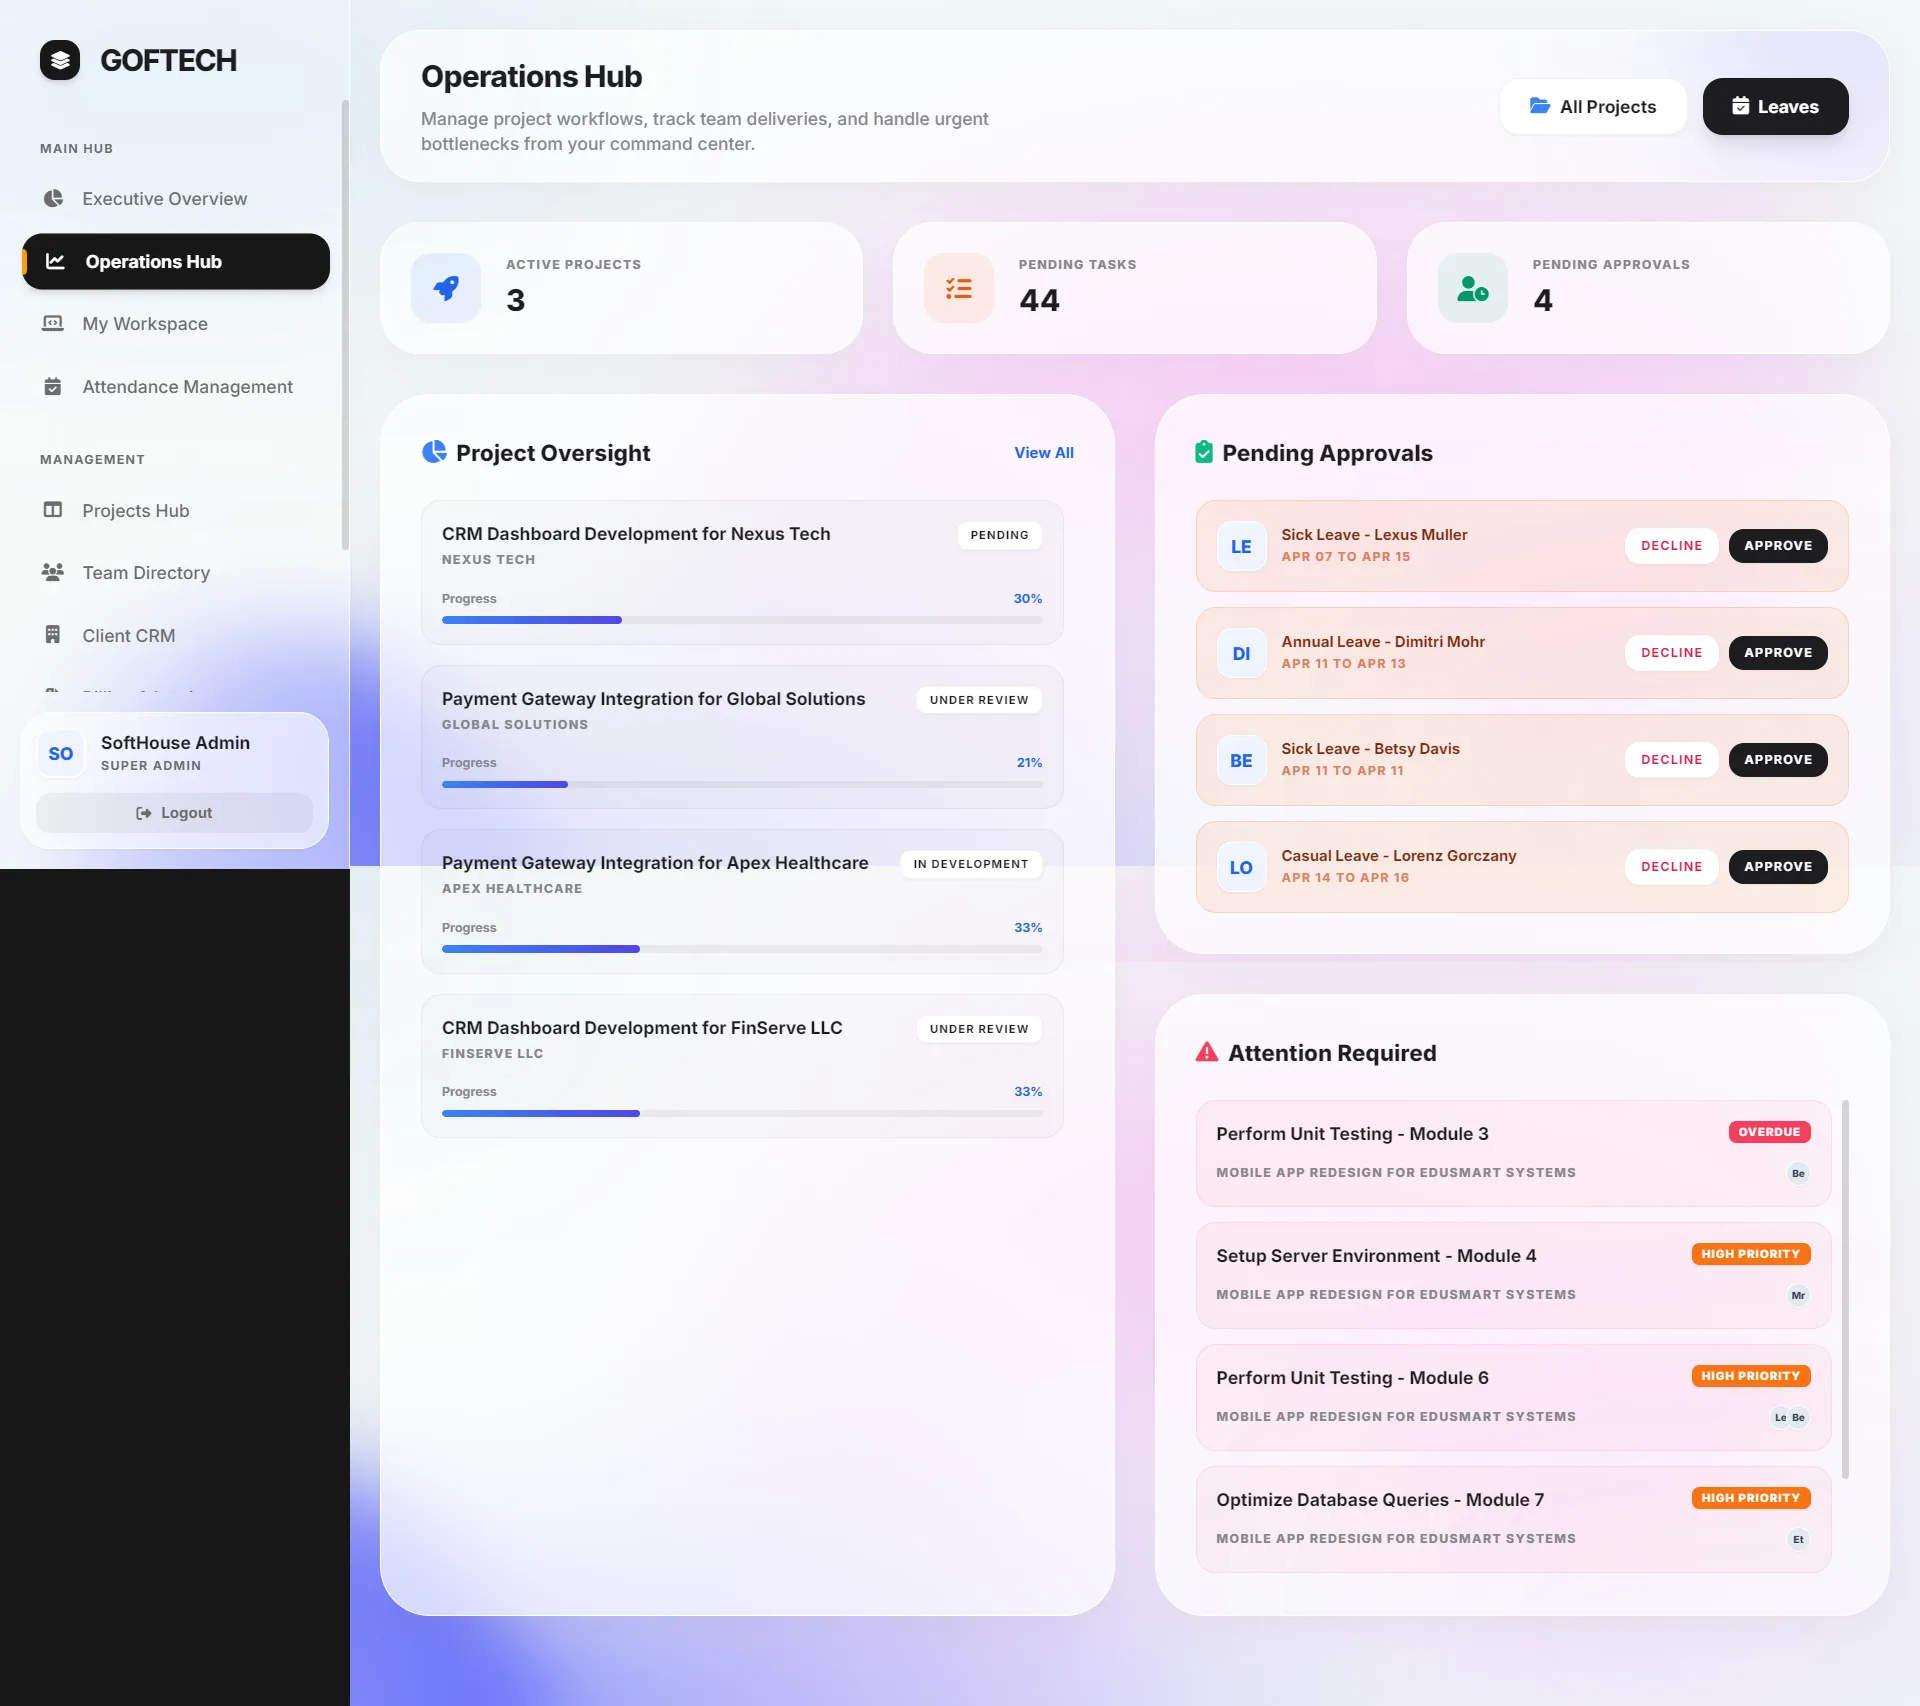 GOFTECH
MAIN HUB
Executive Overview
Operations Hub
My Workspace
Attendance Management
MANAGEMENT
Projects Hub
Team Directory
Client CRM
SO
SoftHouse Admin
SUPER ADMIN
Logout
Operations Hub
Manage project workflows, track team deliveries, and handle urgent
bottlenecks from your command center.
All Projects
Leaves
ACTIVE PROJECTS
3
PENDING TASKS
44
PENDING APPROVALS
4
Project Oversight
View All
CRM Dashboard Development for Nexus Tech
PENDING
NEXUS TECH
Progress
30%
Payment Gateway Integration for Global Solutions
UNDER REVIEW
GLOBAL SOLUTIONS
Progress
21%
Payment Gateway Integration for Apex Healthcare
IN DEVELOPMENT
APEX HEALTHCARE
Progress
33%
CRM Dashboard Development for FinServe LLC
UNDER REVIEW
FINSERVE LLC
Progress
33%
Pending Approvals
LE
Sick Leave - Lexus Muller
APR 07 TO APR 15
DECLINE
APPROVE
DI
Annual Leave - Dimitri Mohr
APR 11 TO APR 13
DECLINE
APPROVE
BE
Sick Leave - Betsy Davis
APR 11 TO APR 11
DECLINE
APPROVE
LO
Casual Leave - Lorenz Gorczany
APR 14 TO APR 16
DECLINE
APPROVE
Attention Required
Perform Unit Testing - Module 3
OVERDUE
MOBILE APP REDESIGN FOR EDUSMART SYSTEMS
Be
Setup Server Environment - Module 4
HIGH PRIORITY
MOBILE APP REDESIGN FOR EDUSMART SYSTEMS
Mr
Perform Unit Testing - Module 6
HIGH PRIORITY
MOBILE APP REDESIGN FOR EDUSMART SYSTEMS
Le Be
Optimize Database Queries - Module 7
HIGH PRIORITY
MOBILE APP REDESIGN FOR EDUSMART SYSTEMS
Et